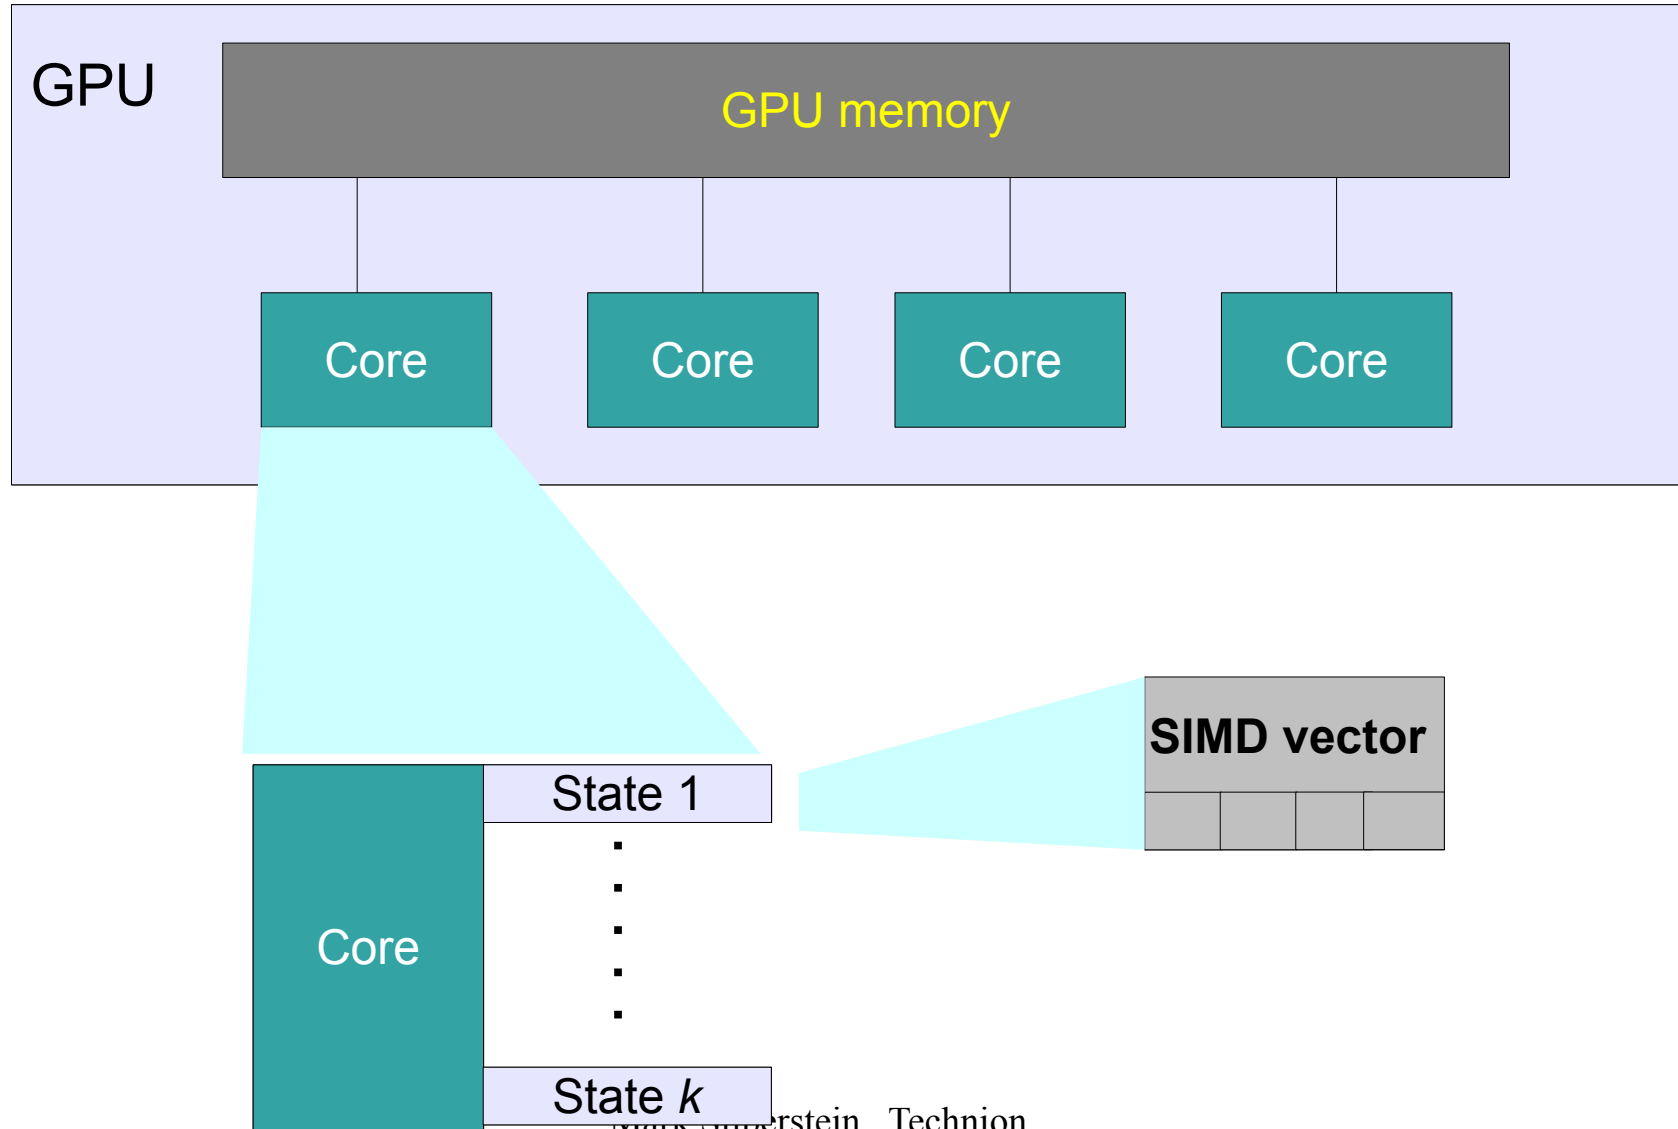 GPU
GPU memory
Core
Core
Core
Core
SIMD vector
State 1
Core
State k
Technion